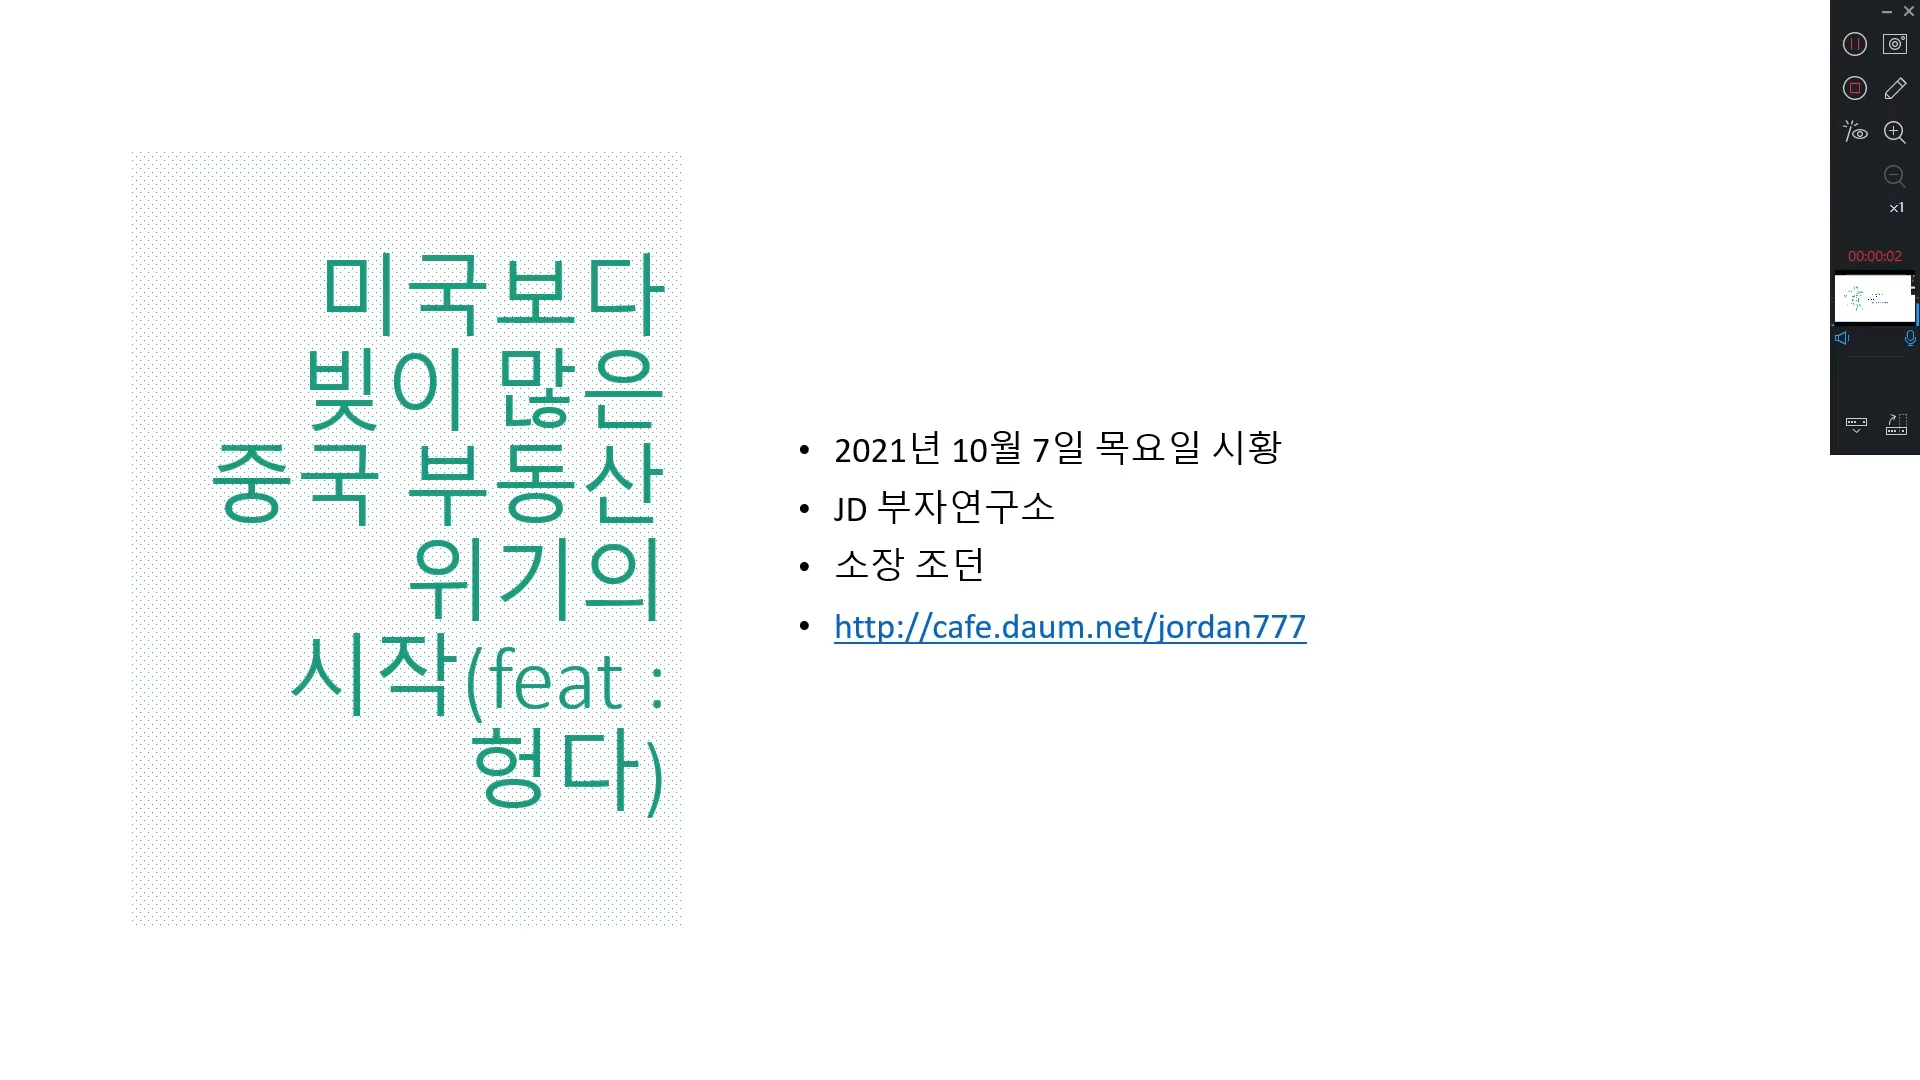 미국보다
빚이 많은
중국 부동산
위기의
시작(feat :
헝다)
• 2021년 10월 7일 목요일 시황
• JD 부자연구소
• 소장 조던
• http://cafe.daum.net/jordan777
x1
00:00:02